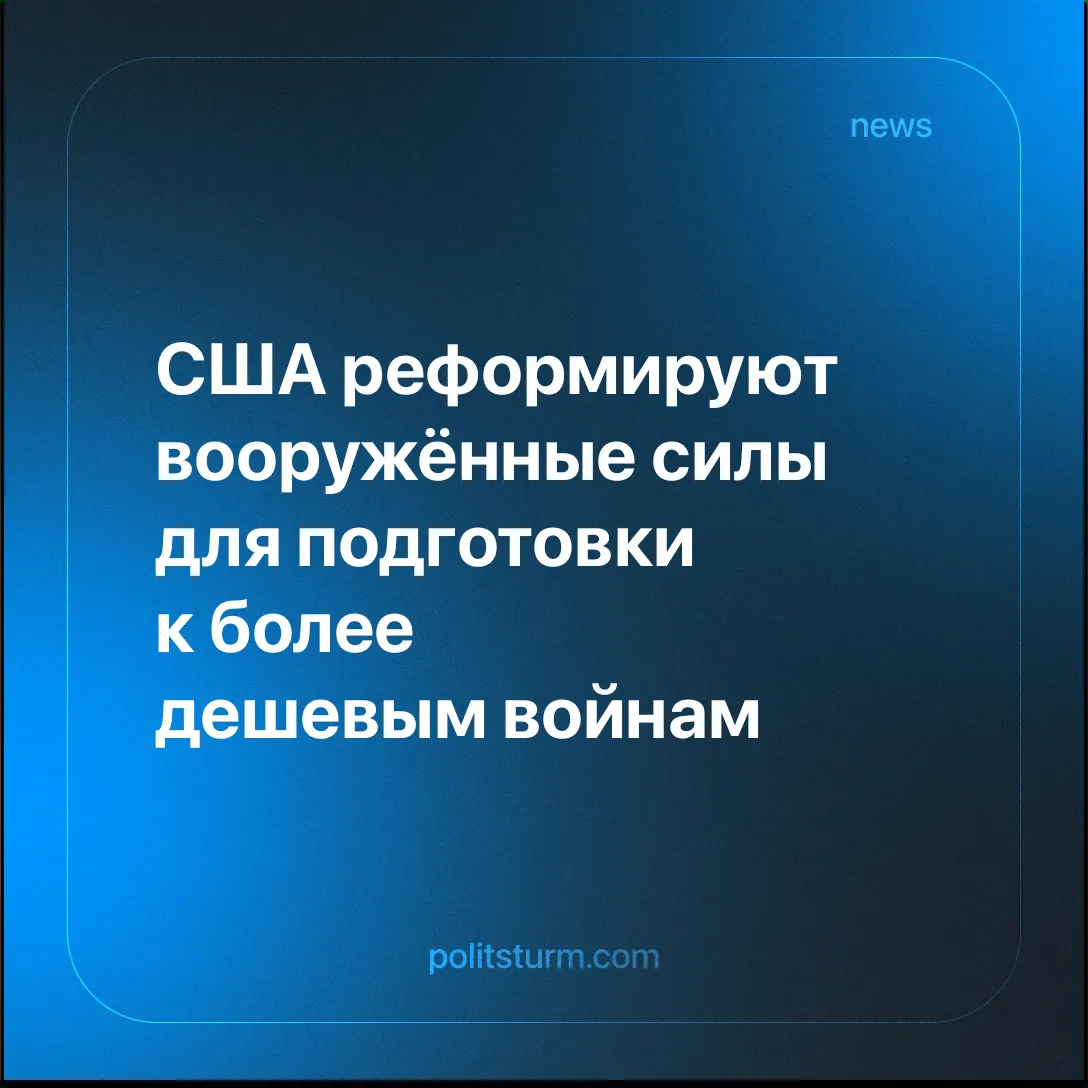 news
США реформируют
вооружённые силы
для подготовки
к более
дешевым войнам
politsturm.com